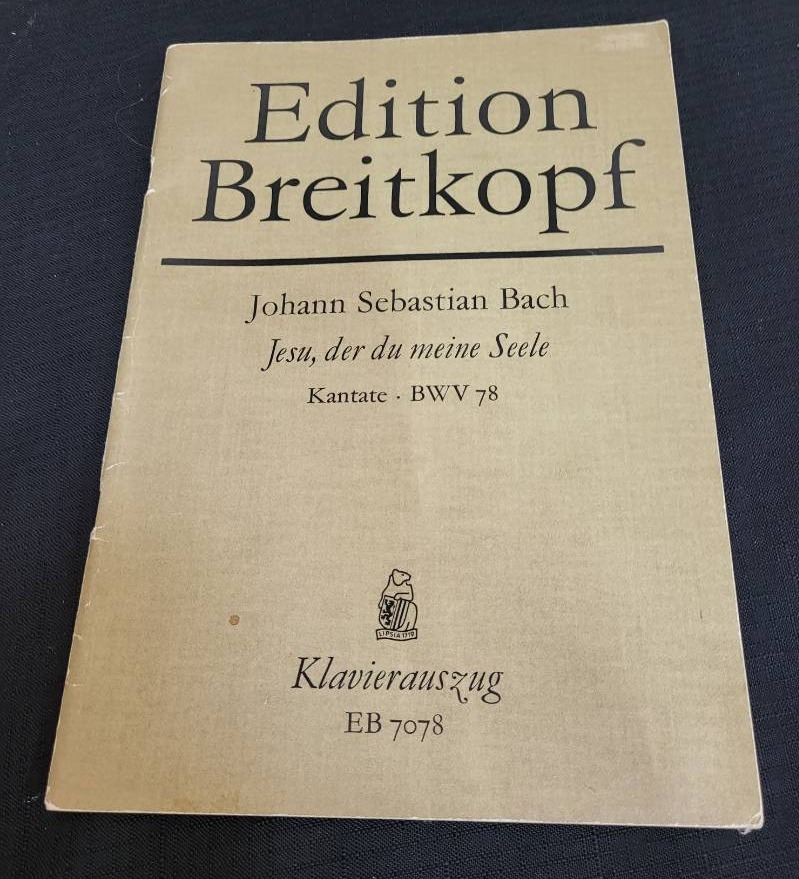 Edition
Breitkopf
Johann Sebastian Bach
Jesu, der du meine Seele
Kantate · BWV 78
LIPSIA 1719
Klavierauszug
EB 7078